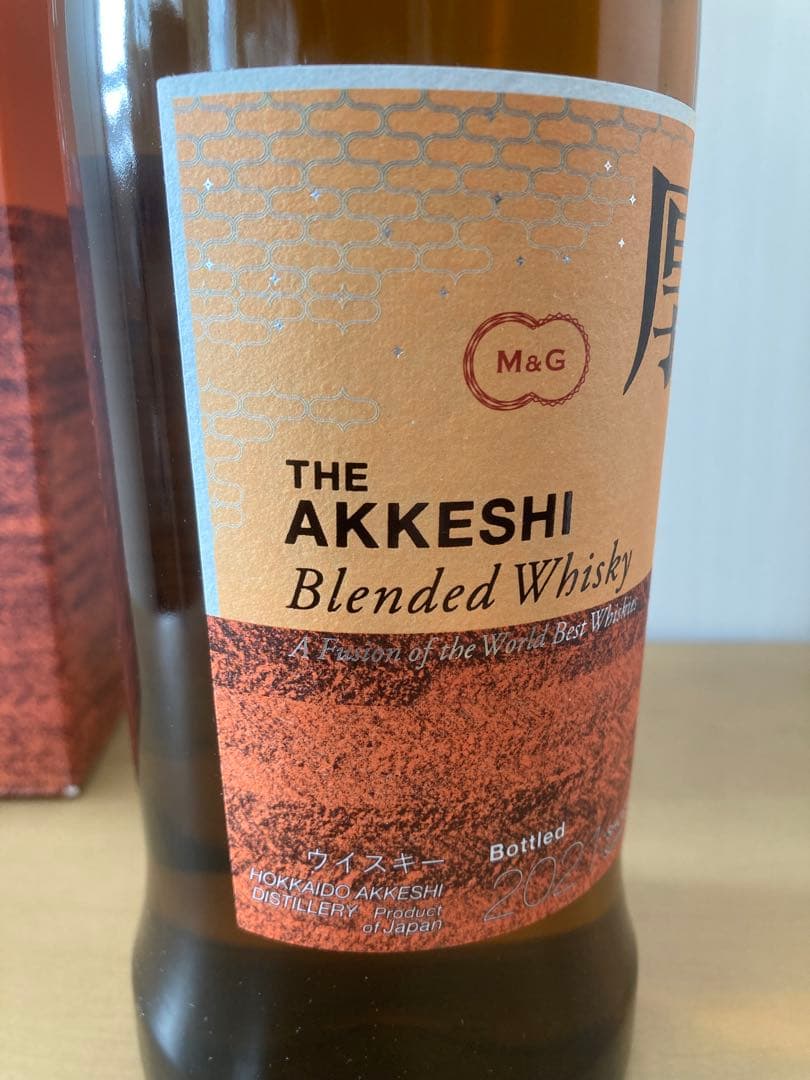 M&G
THE
AKKESHI
Blended Whisky
A Fusion of the World Best Whiskies
Bottled
ウイスキー
HOKKAIDO AKKESHI
DISTILLERY Product
of Japan